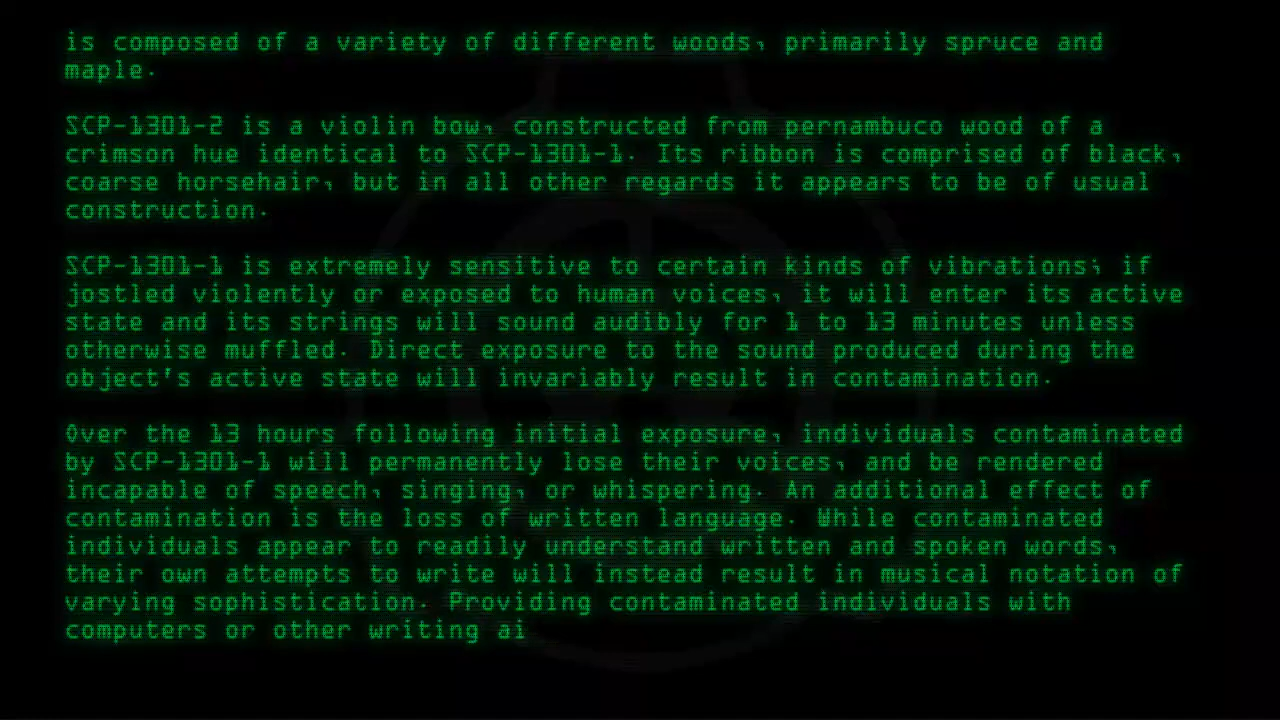 is composed of a variety of different woods, primarily spruce and
maple.
SCP-1301-2 is a violin bow, constructed from pernambuco wood of a
crimson hue identical to SCP-1301-1. Its ribbon is comprised of black,
coarse horsehair, but in all other regards it appears to be of usual
construction.
SCP-1301-1 is extremely sensitive to certain kinds of vibrations; if
jostled violently or exposed to human voices, it will enter its active
state and its strings will sound audibly for 1 to 13 minutes unless
otherwise muffled. Direct exposure to the sound produced during the
object's active state will invariably result in contamination.
Over the 13 hours following initial exposure, individuals contaminated
by SCP-1301-1 will permanently lose their voices, and be rendered
incapable of speech, singing, or whispering. An additional effect of
contamination is the loss of written language. While contaminated
individuals appear to readily understand written and spoken words,
their own attempts to write will instead result in musical notation of
varying sophistication. Providing contaminated individuals with
computers or other writing ai